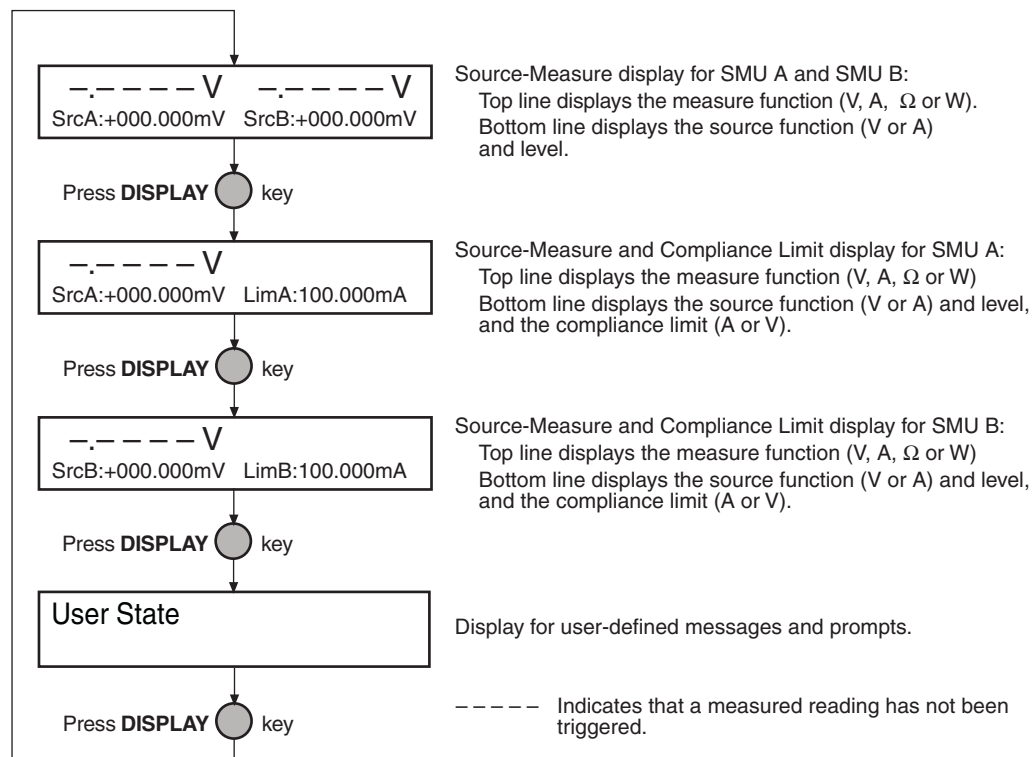 –.– – – – V –.– – – – V
SrcA:+000.000mV SrcB:+000.000mV
Source-Measure display for SMU A and SMU B:
Top line displays the measure function (V, A, Ω or W).
Bottom line displays the source function (V or A)
and level.
Press DISPLAY key
–.– – – – V
SrcA:+000.000mV LimA:100.000mA
Source-Measure and Compliance Limit display for SMU A:
Top line displays the measure function (V, A, Ω or W)
Bottom line displays the source function (V or A) and level,
and the compliance limit (A or V).
Press DISPLAY key
–.– – – – V
SrcB:+000.000mV LimB:100.000mA
Source-Measure and Compliance Limit display for SMU B:
Top line displays the measure function (V, A, Ω or W)
Bottom line displays the source function (V or A) and level,
and the compliance limit (A or V).
Press DISPLAY key
User State
Display for user-defined messages and prompts.
Press DISPLAY key
– – – – – Indicates that a measured reading has not been
triggered.